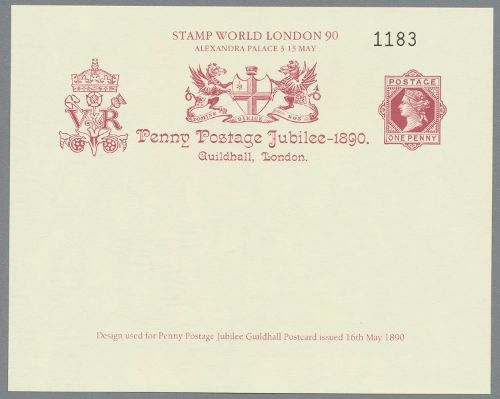 STAMP WORLD LONDON 90
ALEXANDRA PALACE 3-13 MAY
1183
VR
DOMINE DIRIGE NOS
POSTAGE
ONE PENNY
Penny Postage Jubilee-1890.
Guildhall, London.
Design used for Penny Postage Jubilee Guildhall Postcard issued 16th May 1890